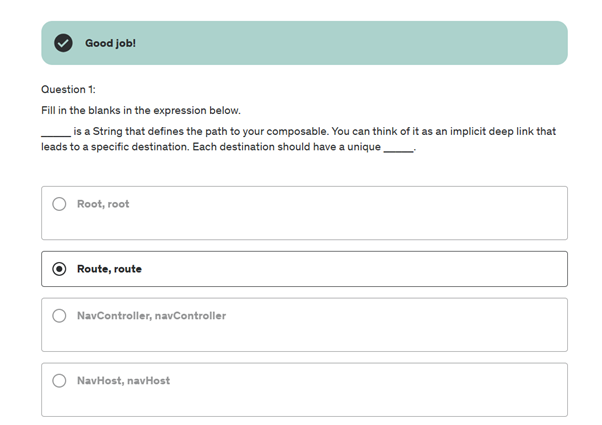 Good job!
Question 1:
Fill in the blanks in the expression below.
_____ is a String that defines the path to your composable. You can think of it as an implicit deep link that
leads to a specific destination. Each destination should have a unique _____.
Root, root
Route, route
NavController, navController
NavHost, navHost